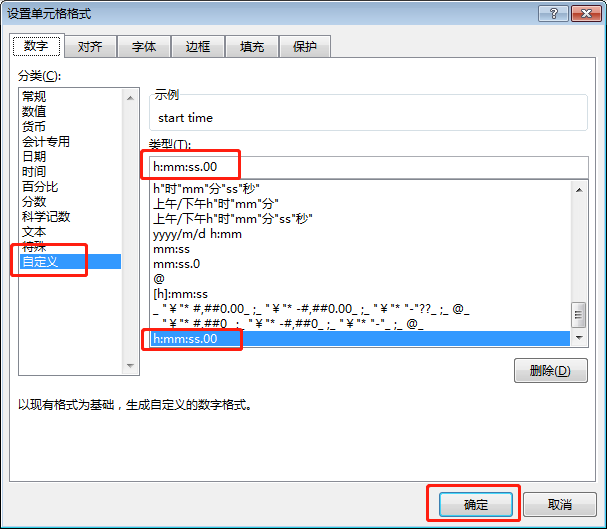 设置单元格格式
数字 对齐 字体 边框 填充 保护
分类(C):
常规
数值
货币
会计专用
日期
时间
百分比
分数
科学记数
文本
特殊
自定义
示例
start time
类型(T):
h:mm:ss.00
h"时"mm"分"ss"秒"
上午/下午h"时"mm"分"
上午/下午h"时"mm"分"ss"秒"
yyyy/m/d h:mm
mm:ss
mm:ss.0
@
[h]:mm:ss
_ "¥"* #,##0.00_ ;_ "¥"* -#,##0.00_ ;_ "¥"* "-"??_ ;_ @_
_ "¥"* #,##0_ ;_ "¥"* -#,##0_ ;_ "¥"* "-"_ ;_ @_
h:mm:ss.00
删除(D)
以现有格式为基础，生成自定义的数字格式。
确定 取消